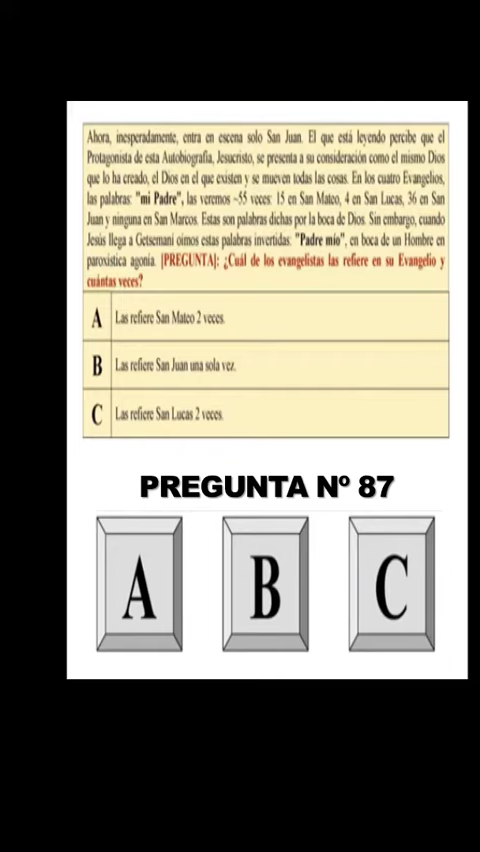 Ahora, inesperadamente, entra en escena solo San Juan. El que está leyendo percibe que el
Protagonista de esta Autobiografía, Jesucristo, se presenta a su consideración como el mismo Dios
que lo ha creado, el Dios en el que existen y se mueven todas las cosas. En los cuatro Evangelios,
las palabras: "mi Padre", las veremos ~55 veces: 15 en San Mateo, 4 en San Lucas, 36 en San
Juan y ninguna en San Marcos. Estas son palabras dichas por la boca de Dios. Sin embargo, cuando
Jesús llega a Getsemaní oímos estas palabras invertidas: "Padre mío", en boca de un Hombre en
paroxística agonía. [PREGUNTA]: ¿Cuál de los evangelistas las refiere en su Evangelio y
cuántas veces?
A Las refiere San Mateo 2 veces.
B Las refiere San Juan una sola vez.
C Las refiere San Lucas 2 veces.
PREGUNTA Nº 87
A B C